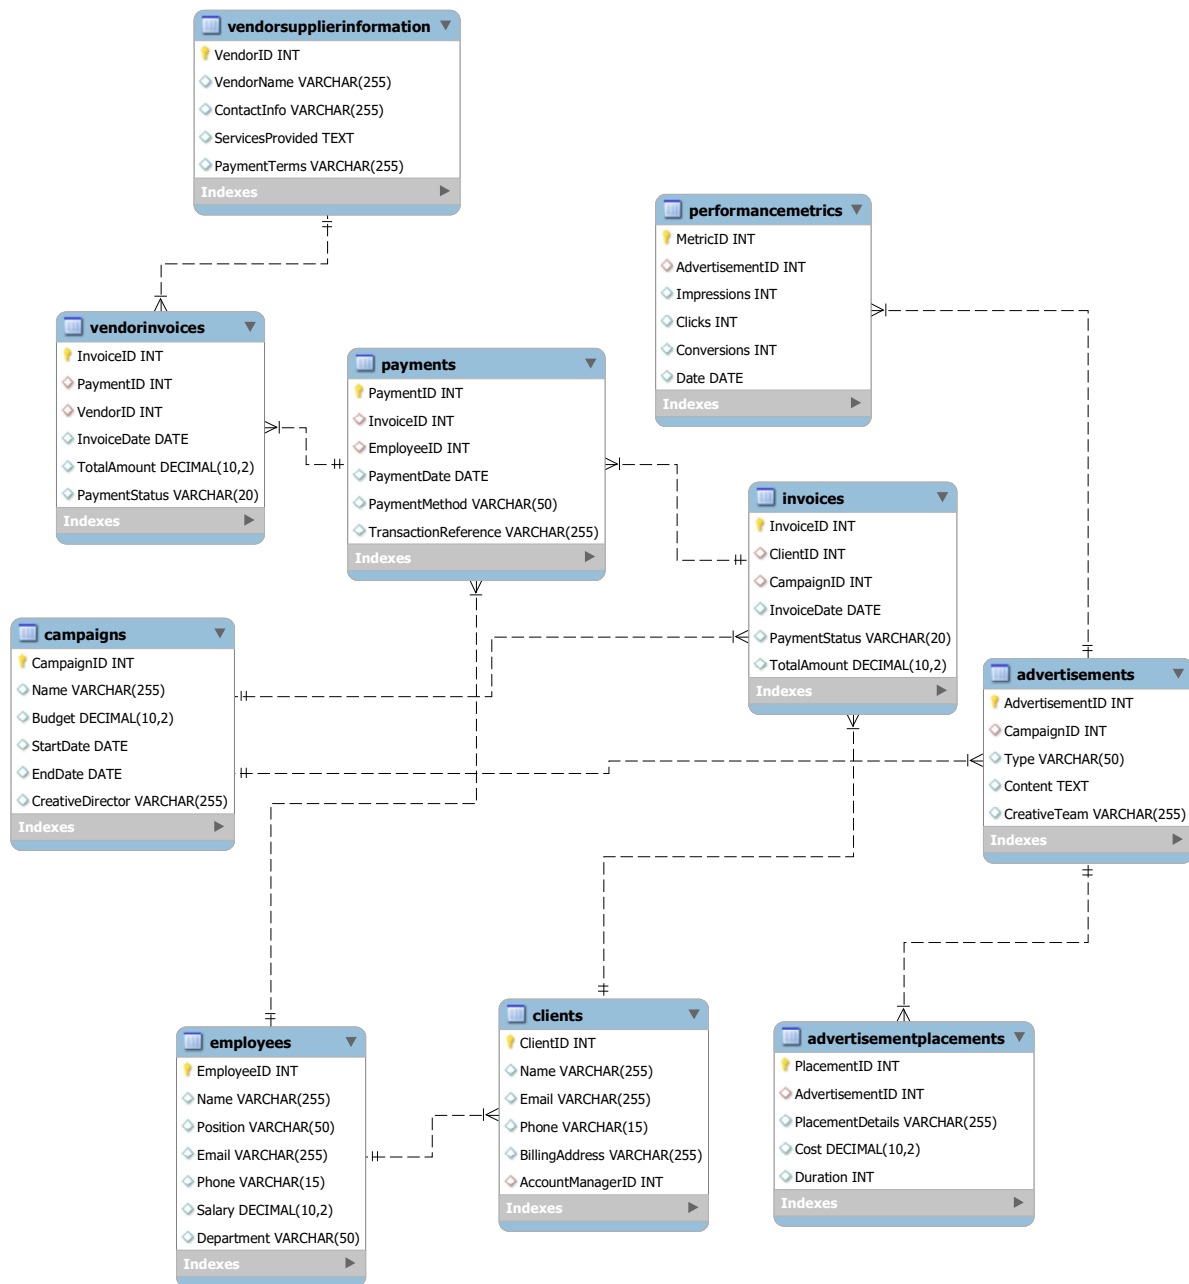 vendorsupplierinformation
VendorID INT
VendorName VARCHAR(255)
ContactInfo VARCHAR(255)
ServicesProvided TEXT
PaymentTerms VARCHAR(255)
Indexes
performancemetrics
MetricID INT
AdvertisementID INT
Impressions INT
Clicks INT
Conversions INT
Date DATE
Indexes
vendorinvoices
InvoiceID INT
PaymentID INT
VendorID INT
InvoiceDate DATE
TotalAmount DECIMAL(10,2)
PaymentStatus VARCHAR(20)
Indexes
payments
PaymentID INT
InvoiceID INT
EmployeeID INT
PaymentDate DATE
PaymentMethod VARCHAR(50)
TransactionReference VARCHAR(255)
Indexes
invoices
InvoiceID INT
ClientID INT
CampaignID INT
InvoiceDate DATE
PaymentStatus VARCHAR(20)
TotalAmount DECIMAL(10,2)
Indexes
campaigns
CampaignID INT
Name VARCHAR(255)
Budget DECIMAL(10,2)
StartDate DATE
EndDate DATE
CreativeDirector VARCHAR(255)
Indexes
advertisements
AdvertisementID INT
CampaignID INT
Type VARCHAR(50)
Content TEXT
CreativeTeam VARCHAR(255)
Indexes
employees
EmployeeID INT
Name VARCHAR(255)
Position VARCHAR(50)
Email VARCHAR(255)
Phone VARCHAR(15)
Salary DECIMAL(10,2)
Department VARCHAR(50)
Indexes
clients
ClientID INT
Name VARCHAR(255)
Email VARCHAR(255)
Phone VARCHAR(15)
BillingAddress VARCHAR(255)
AccountManagerID INT
Indexes
advertisementplacements
PlacementID INT
AdvertisementID INT
PlacementDetails VARCHAR(255)
Cost DECIMAL(10,2)
Duration INT
Indexes